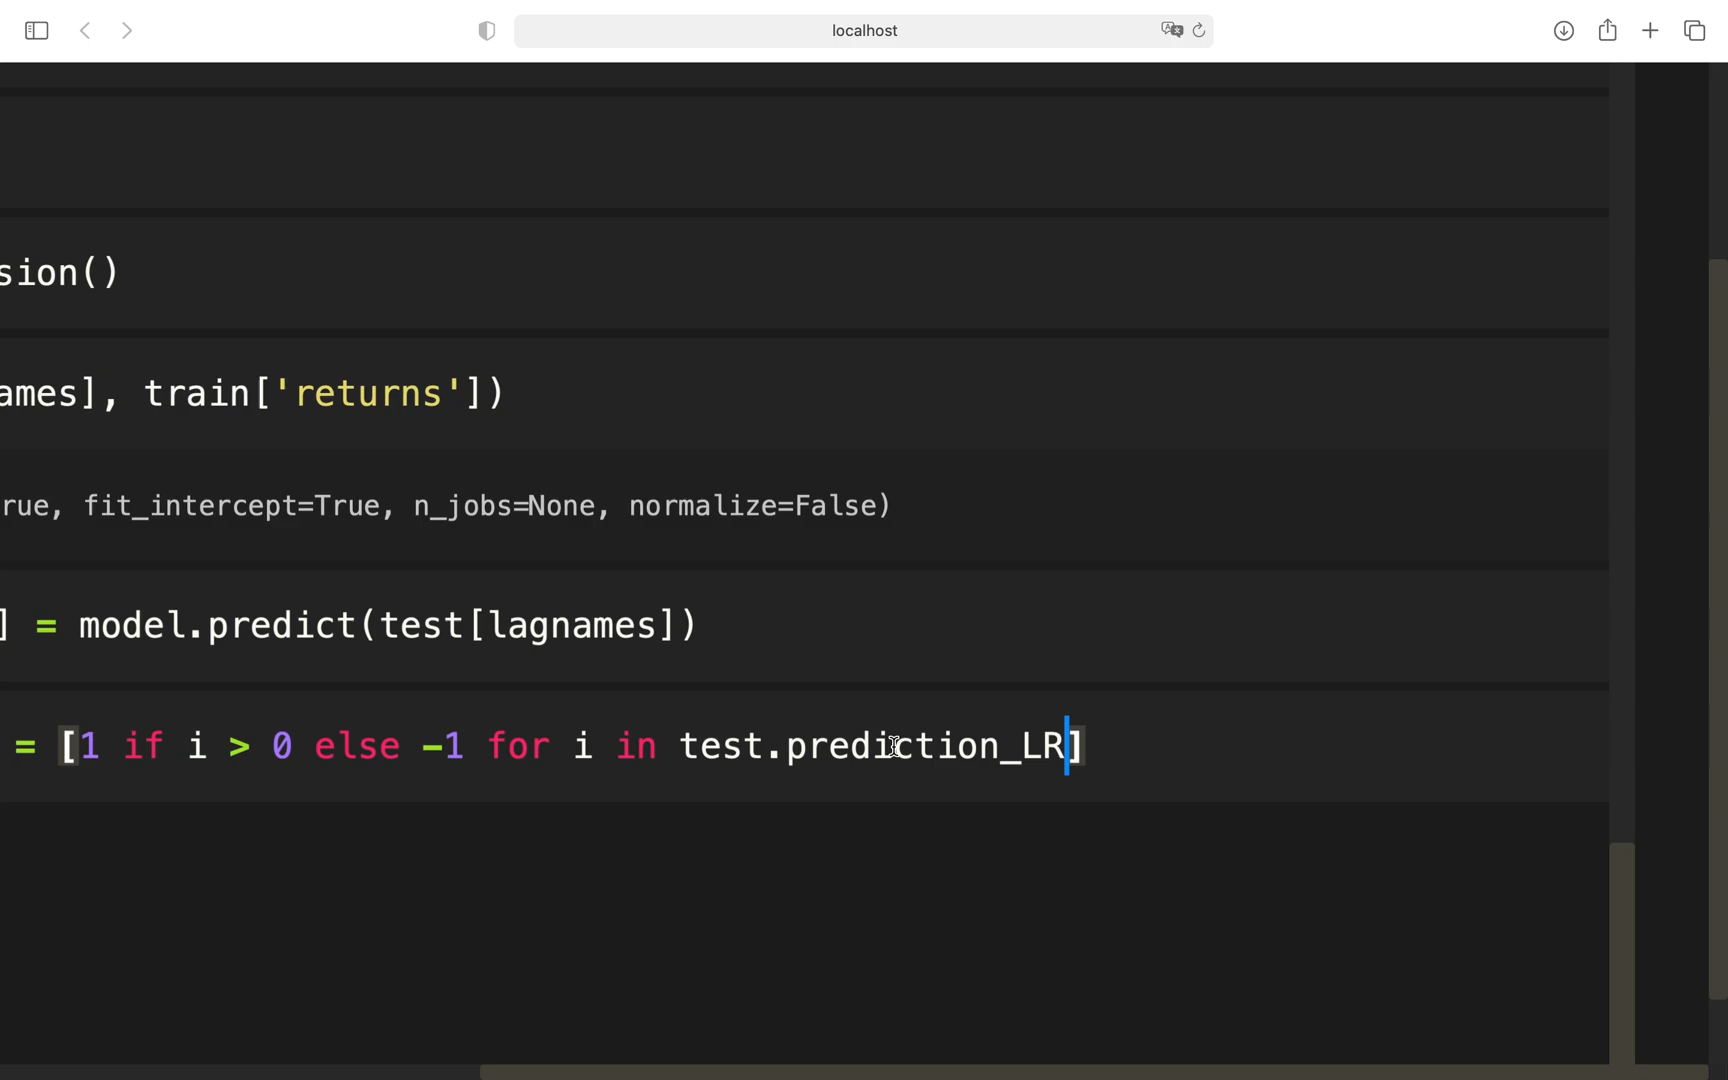 localhost
sion()
ames], train['returns'])
rue, fit_intercept=True, n_jobs=None, normalize=False)
] = model.predict(test[lagnames])
= [1 if i > 0 else -1 for i in test.prediction_LR]